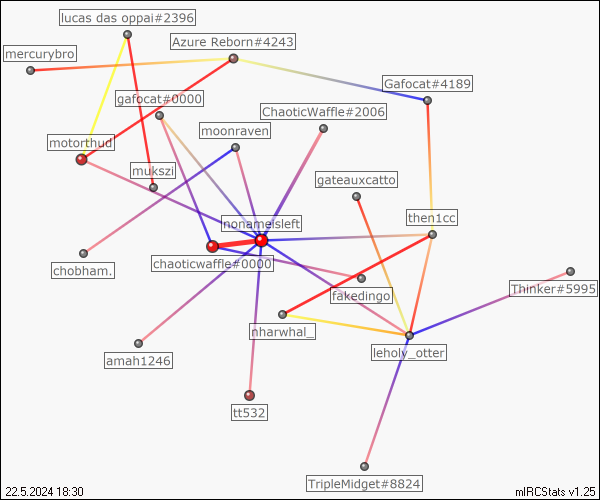 lucas das oppai#2396
Azure Reborn#4243
mercurybro
Gafocat#4189
gafocat#0000
ChaoticWaffle#2006
moonraven
motorthud
mukszi
gateauxcatto
nonameisleft
then1cc
chaoticwaffle#0000
chobham.
fakedingo
Thinker#5995
nharwhal_
leholy_otter
amah1246
tt532
TripleMidget#8824
22.5.2024 18:30
mIRCStats v1.25